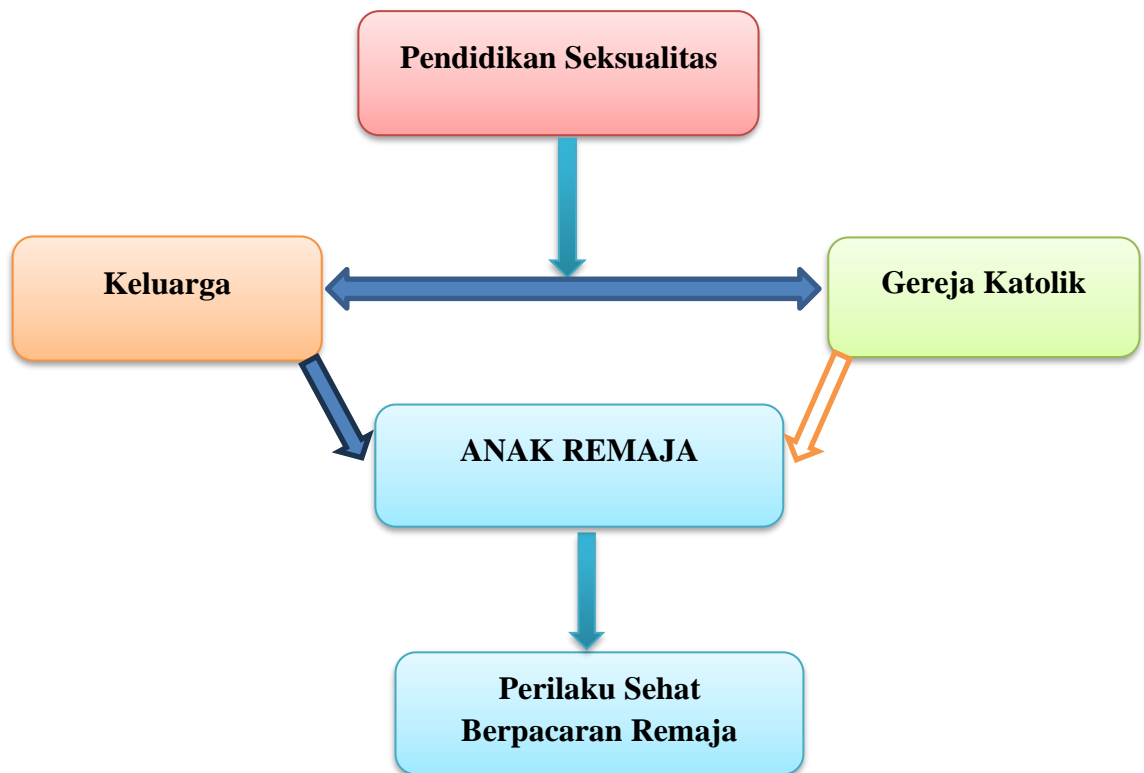 Pendidikan Seksualitas
Keluarga
Gereja Katolik
ANAK REMAJA
Perilaku Sehat
Berpacaran Remaja